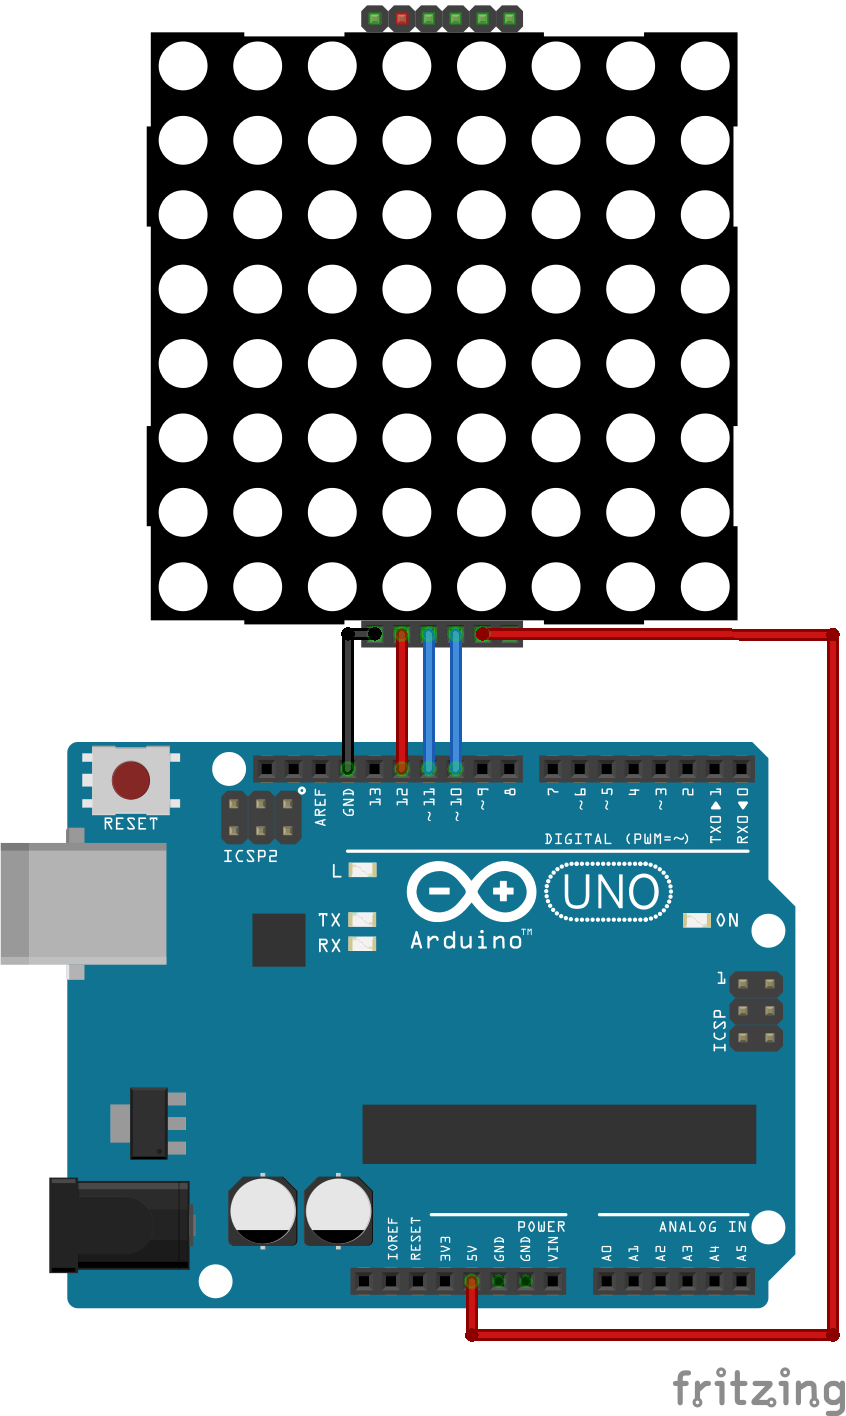 AREF
GND
13
12
~11
~10
~9
8
7
~6
~5
4
~3
2
TX0▶1
RX0◀0
RESET
ICSP2
DIGITAL (PWM=~)
L
TX
RX
UNO
ON
Arduino™
1
ICSP
IOREF
RESET
3V3
5V
GND
GND
VIN
POWER
ANALOG IN
A0
A1
A2
A3
A4
A5
fritzing